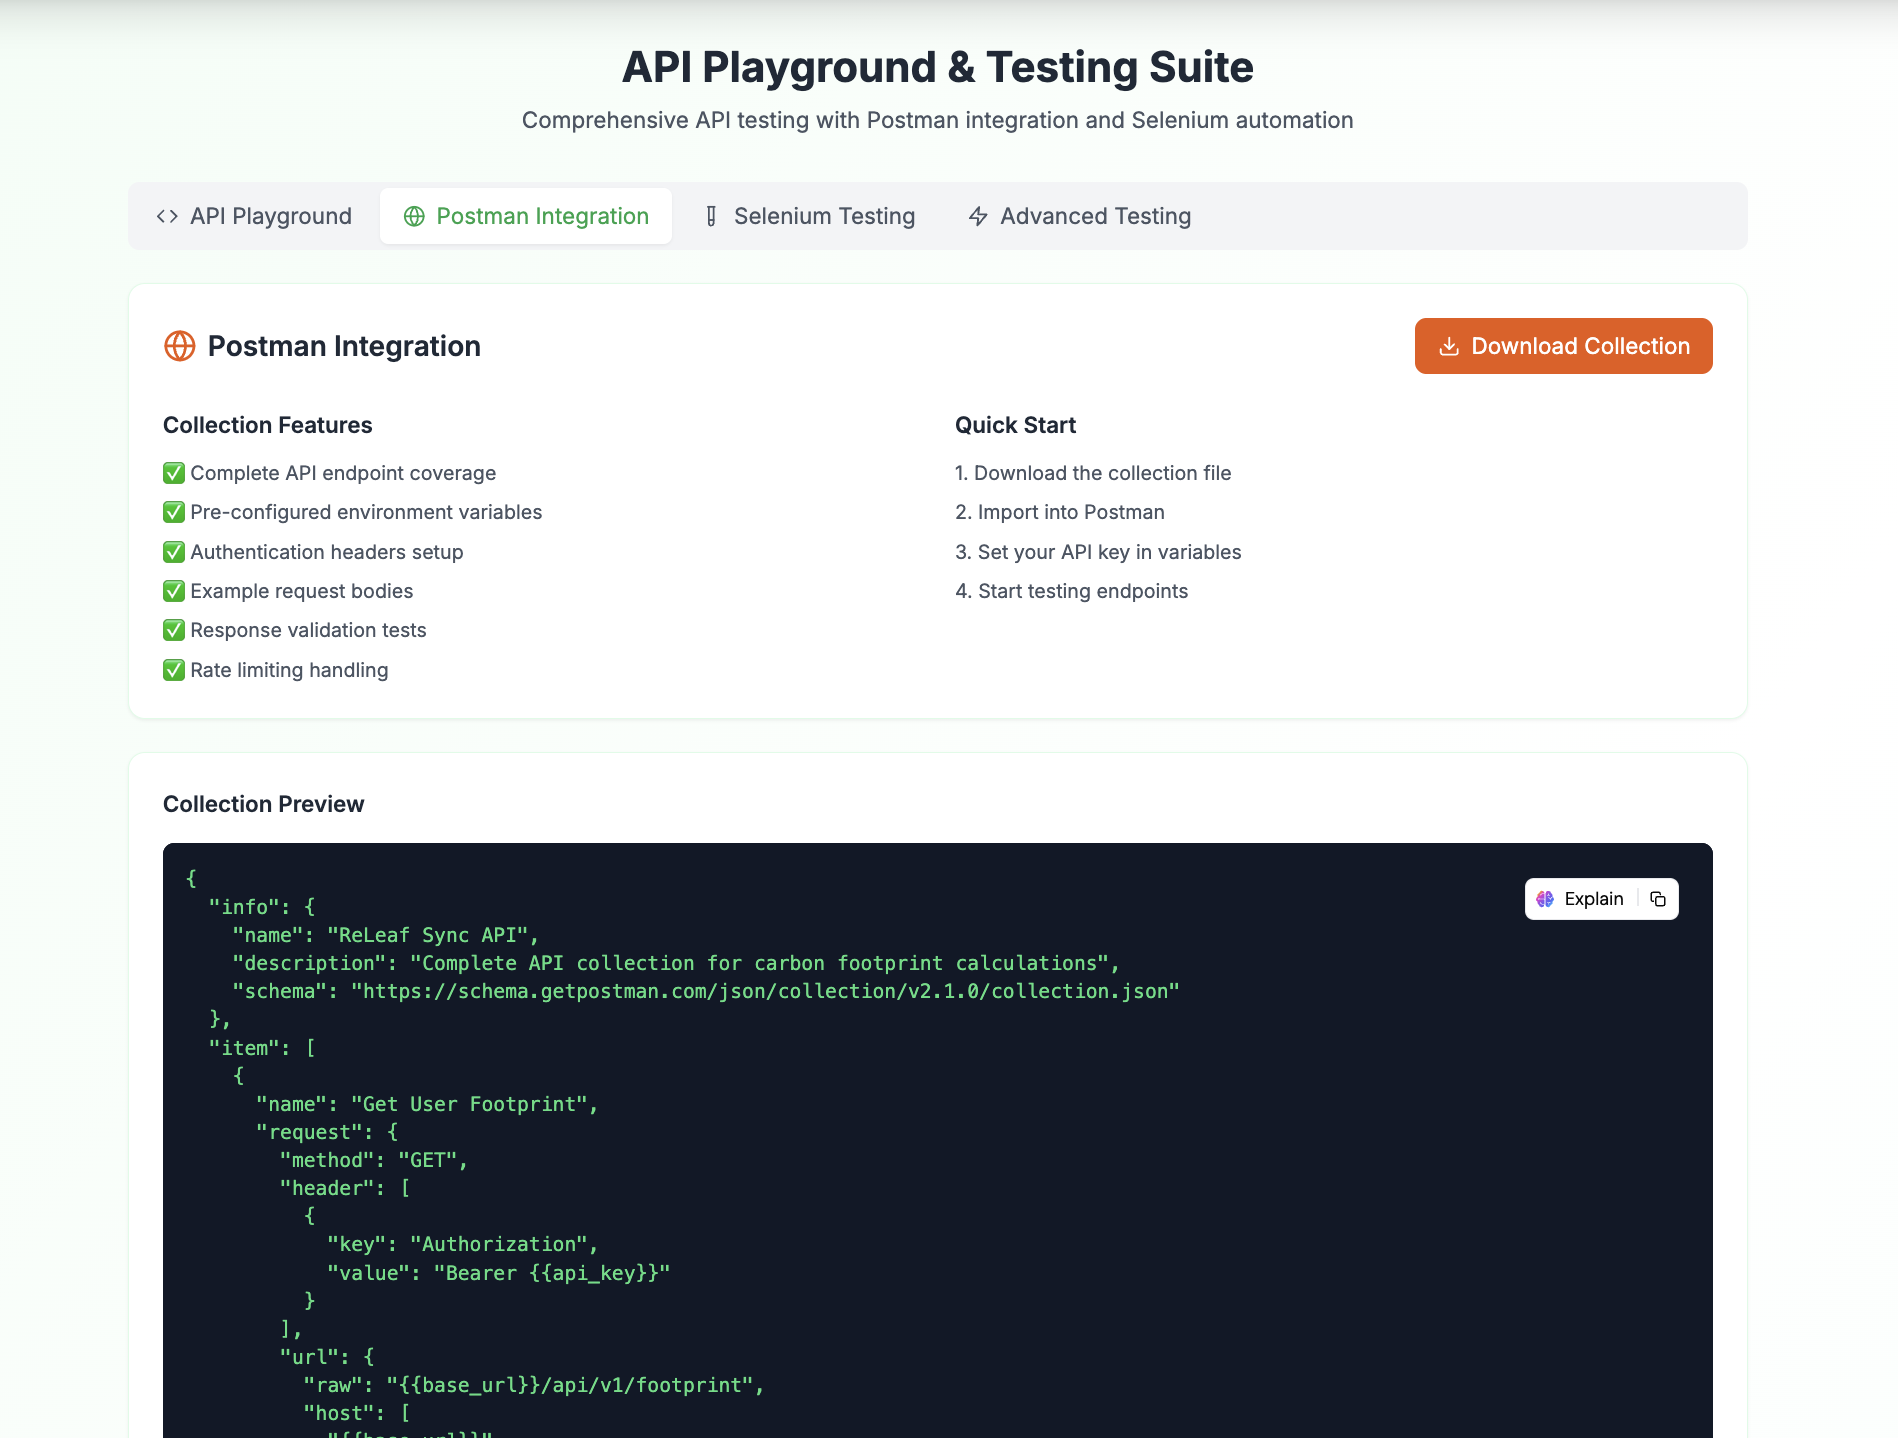 API Playground & Testing Suite
Comprehensive API testing with Postman integration and Selenium automation
API Playground
Postman Integration
Selenium Testing
Advanced Testing
Postman Integration
Download Collection
Collection Features
✅ Complete API endpoint coverage
✅ Pre-configured environment variables
✅ Authentication headers setup
✅ Example request bodies
✅ Response validation tests
✅ Rate limiting handling
Quick Start
1. Download the collection file
2. Import into Postman
3. Set your API key in variables
4. Start testing endpoints
Collection Preview
Explain
{
  "info": {
    "name": "ReLeaf Sync API",
    "description": "Complete API collection for carbon footprint calculations",
    "schema": "https://schema.getpostman.com/json/collection/v2.1.0/collection.json"
  },
  "item": [
    {
      "name": "Get User Footprint",
      "request": {
        "method": "GET",
        "header": [
          {
            "key": "Authorization",
            "value": "Bearer {{api_key}}"
          }
        ],
        "url": {
          "raw": "{{base_url}}/api/v1/footprint",
          "host": [
            "{{base_url}}"